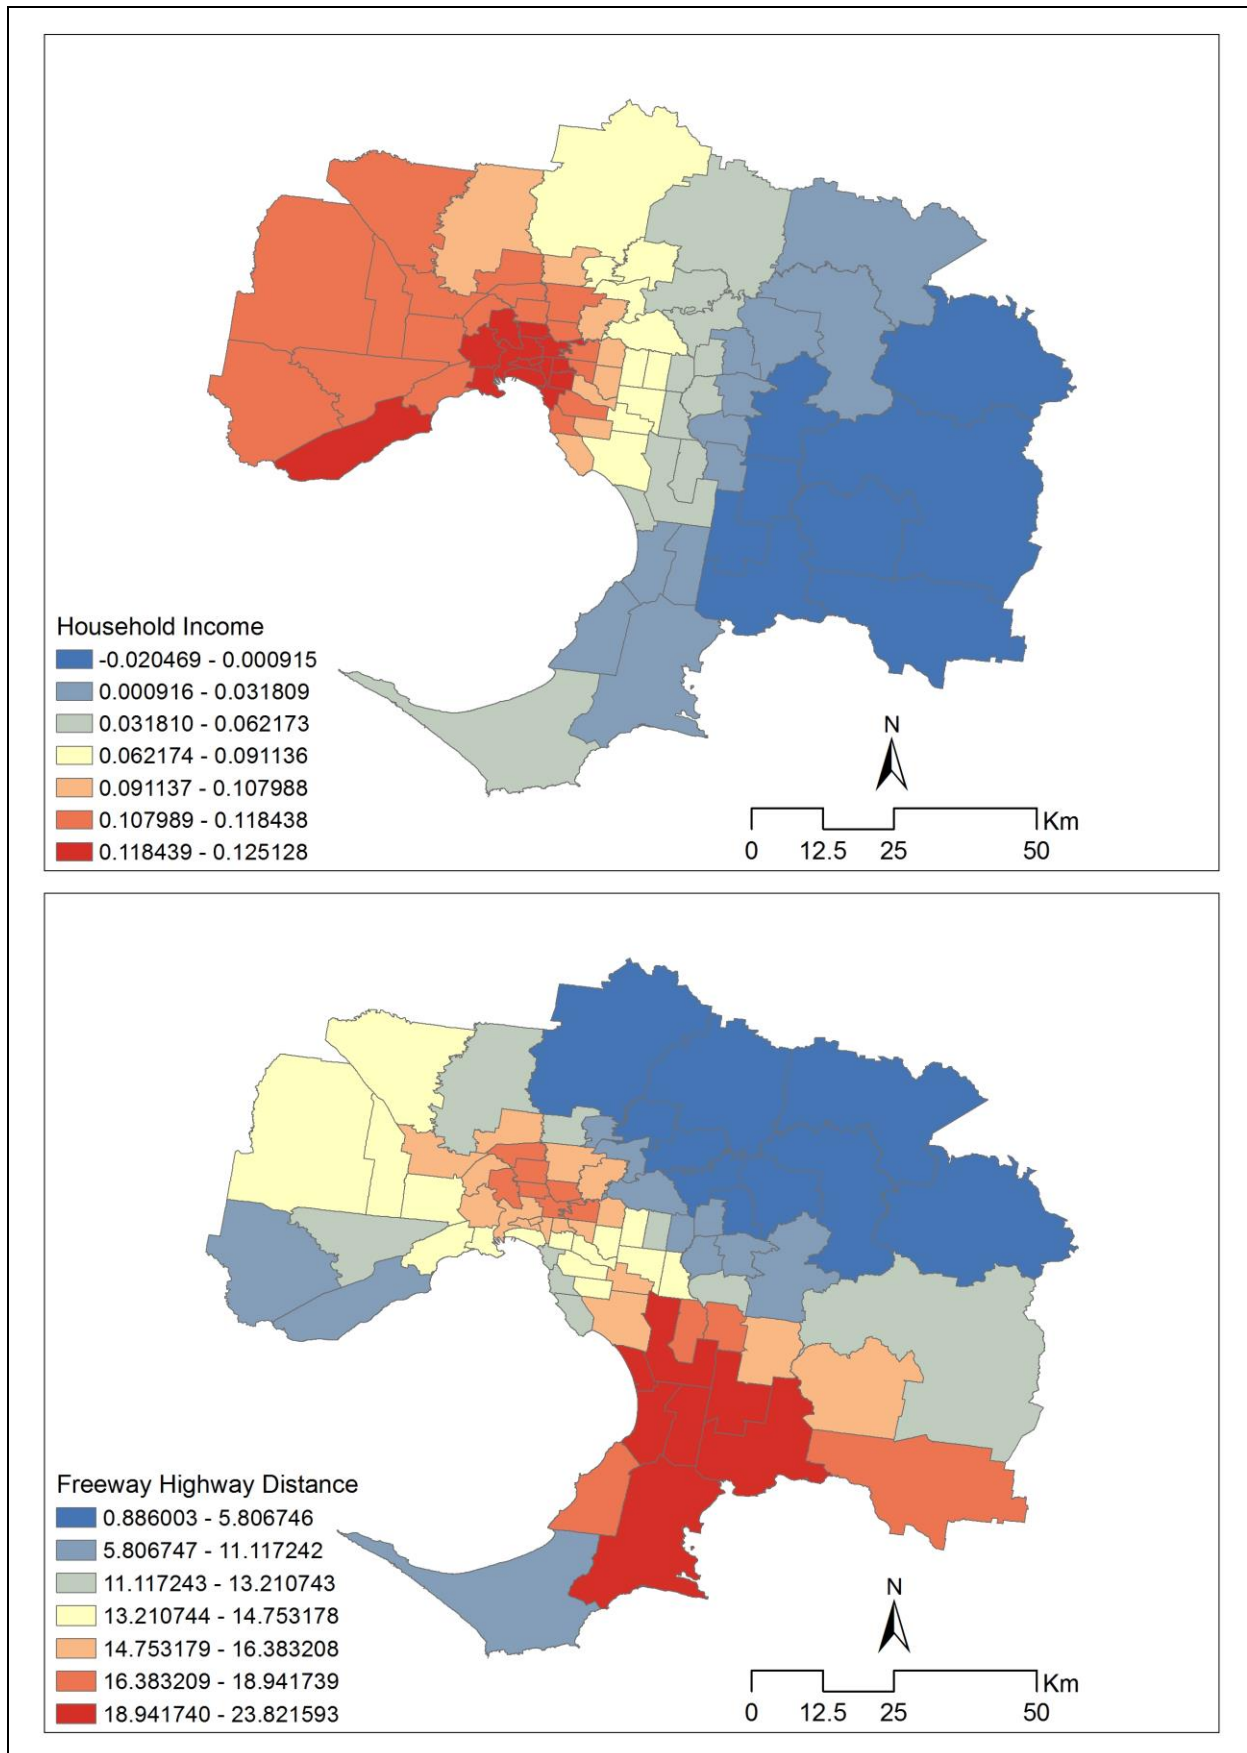 Household Income
-0.020469 - 0.000915
0.000916 - 0.031809
0.031810 - 0.062173
0.062174 - 0.091136
0.091137 - 0.107988
0.107989 - 0.118438
0.118439 - 0.125128
N
Km
0 12.5 25 50
Freeway Highway Distance
0.886003 - 5.806746
5.806747 - 11.117242
11.117243 - 13.210743
13.210744 - 14.753178
14.753179 - 16.383208
16.383209 - 18.941739
18.941740 - 23.821593
N
Km
0 12.5 25 50